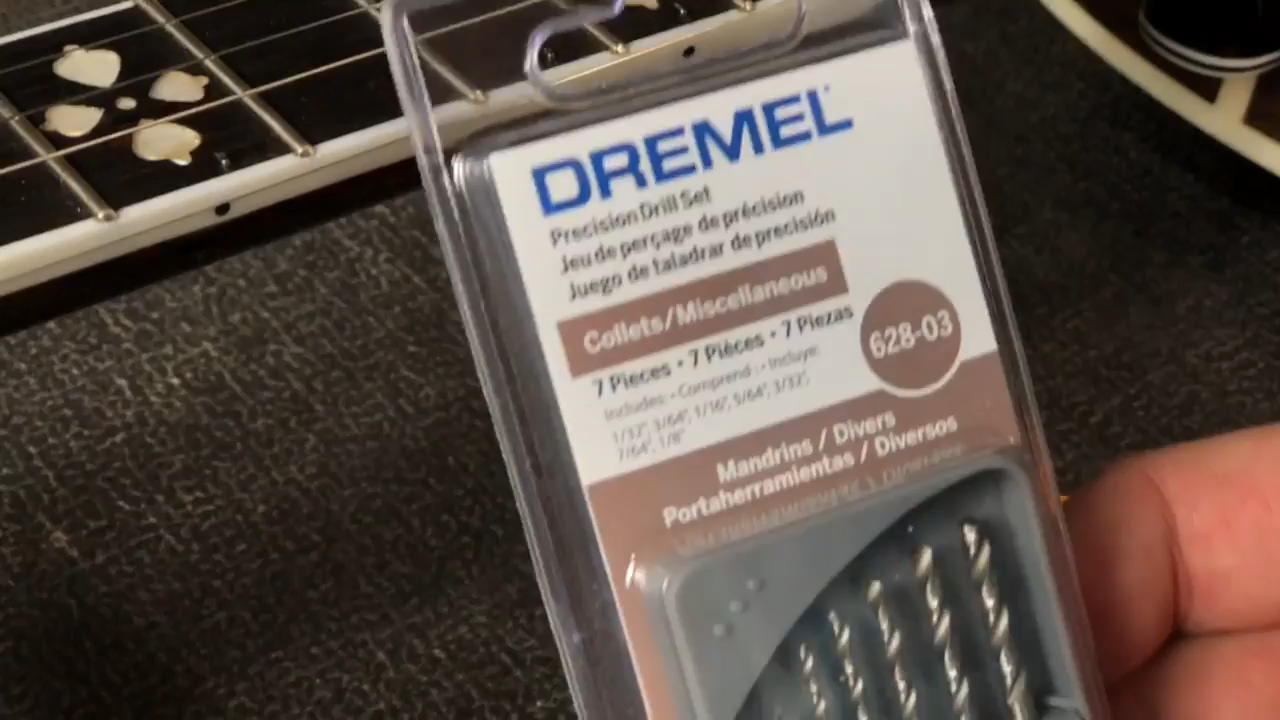 DREMEL
Precision Drill Set
Jeu de perçage de précision
Juego de taladrar de precisión
Collets/Miscellaneous
7 Pieces • 7 Pièces • 7 Piezas
628-03
Includes: • Comprend : • Incluye:
1/32", 3/64", 1/16", 5/64", 3/32",
7/64", 1/8"
Mandrins / Divers
Portaherramientas / Diversos